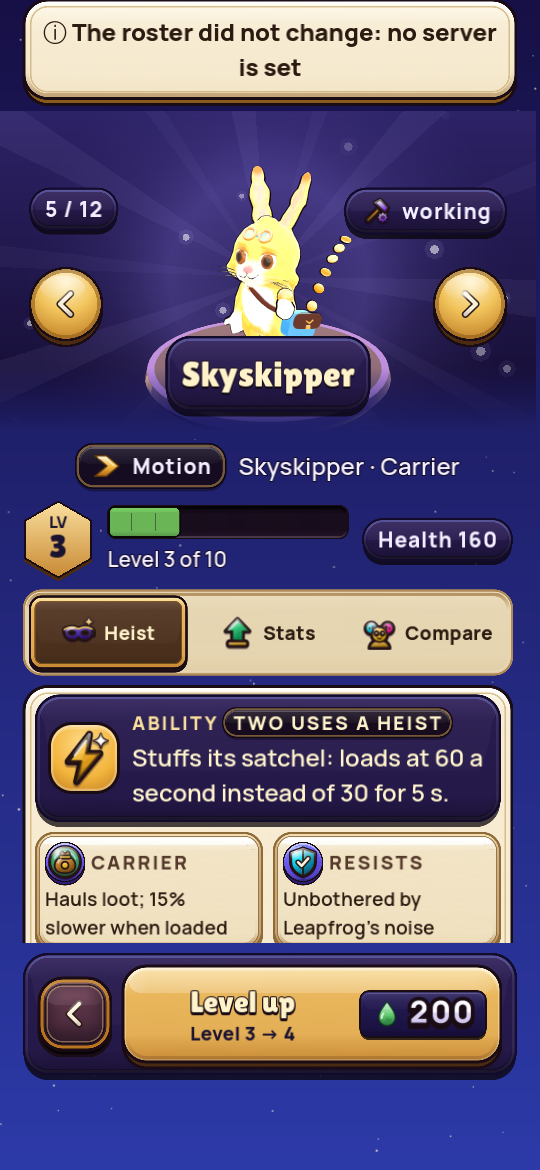 ⓘ The roster did not change: no server
is set
5 / 12
working
Skyskipper
Motion
Skyskipper · Carrier
LV
3
Level 3 of 10
Health 160
Heist
Stats
Compare
ABILITY TWO USES A HEIST
Stuffs its satchel: loads at 60 a
second instead of 30 for 5 s.
CARRIER
Hauls loot; 15%
slower when loaded
RESISTS
Unbothered by
Leapfrog's noise
Level up
Level 3 → 4
200